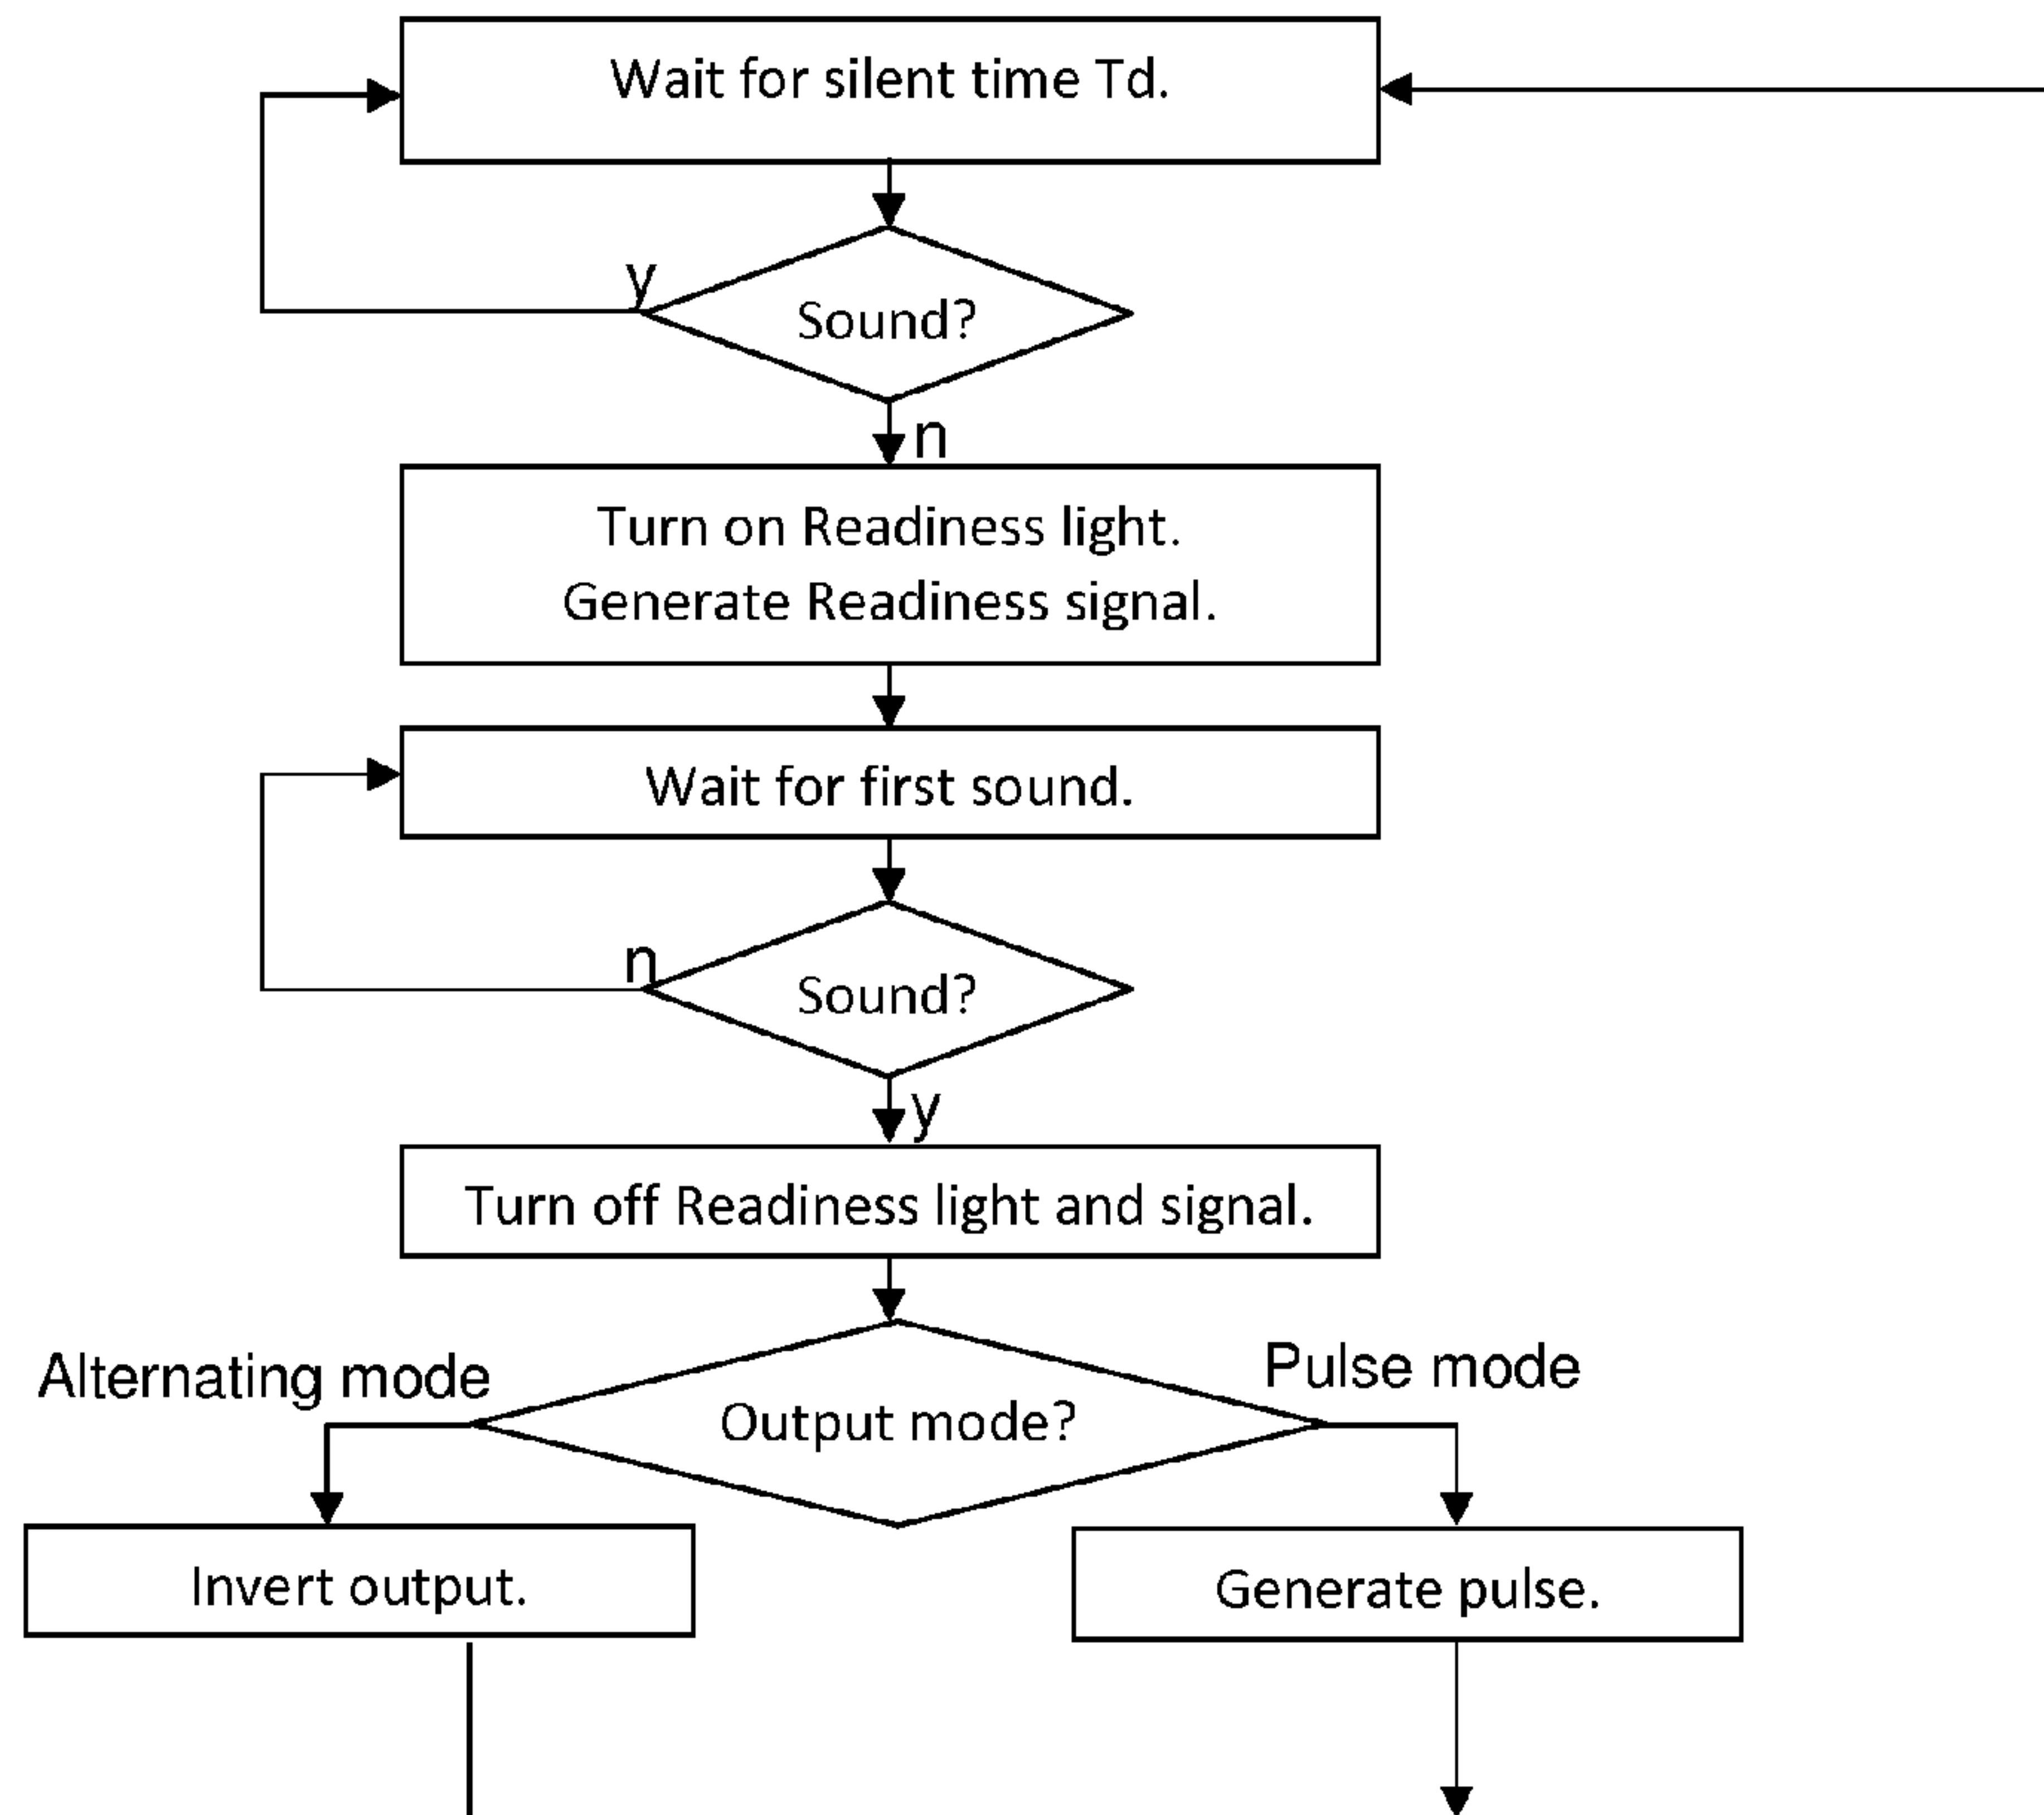 Wait for silent time Td.
y
Sound?
n
Turn on Readiness light.
Generate Readiness signal.
Wait for first sound.
n
Sound?
y
Turn off Readiness light and signal.
Alternating mode
Pulse mode
Output mode?
Invert output.
Generate pulse.